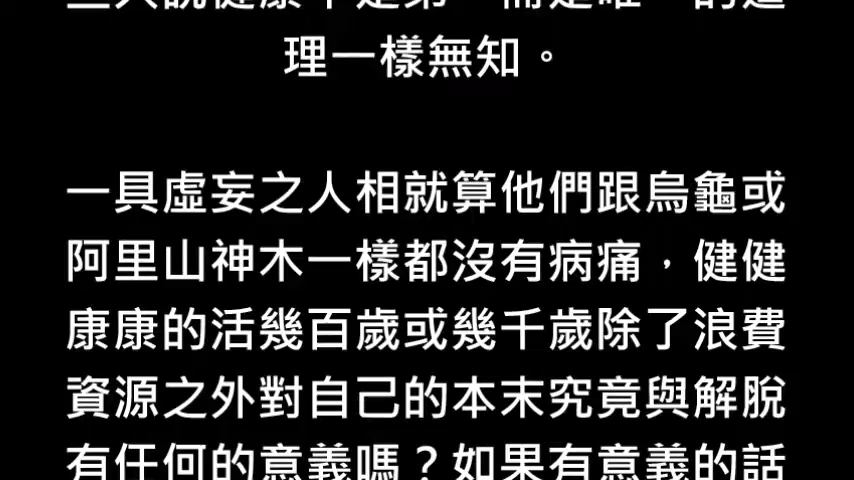 理一樣無知。
一具虛妄之人相就算他們跟烏龜或
阿里山神木一樣都沒有病痛，健健
康康的活幾百歲或幾千歲除了浪費
資源之外對自己的本末究竟與解脫
有任何的意義嗎？如果有意義的話